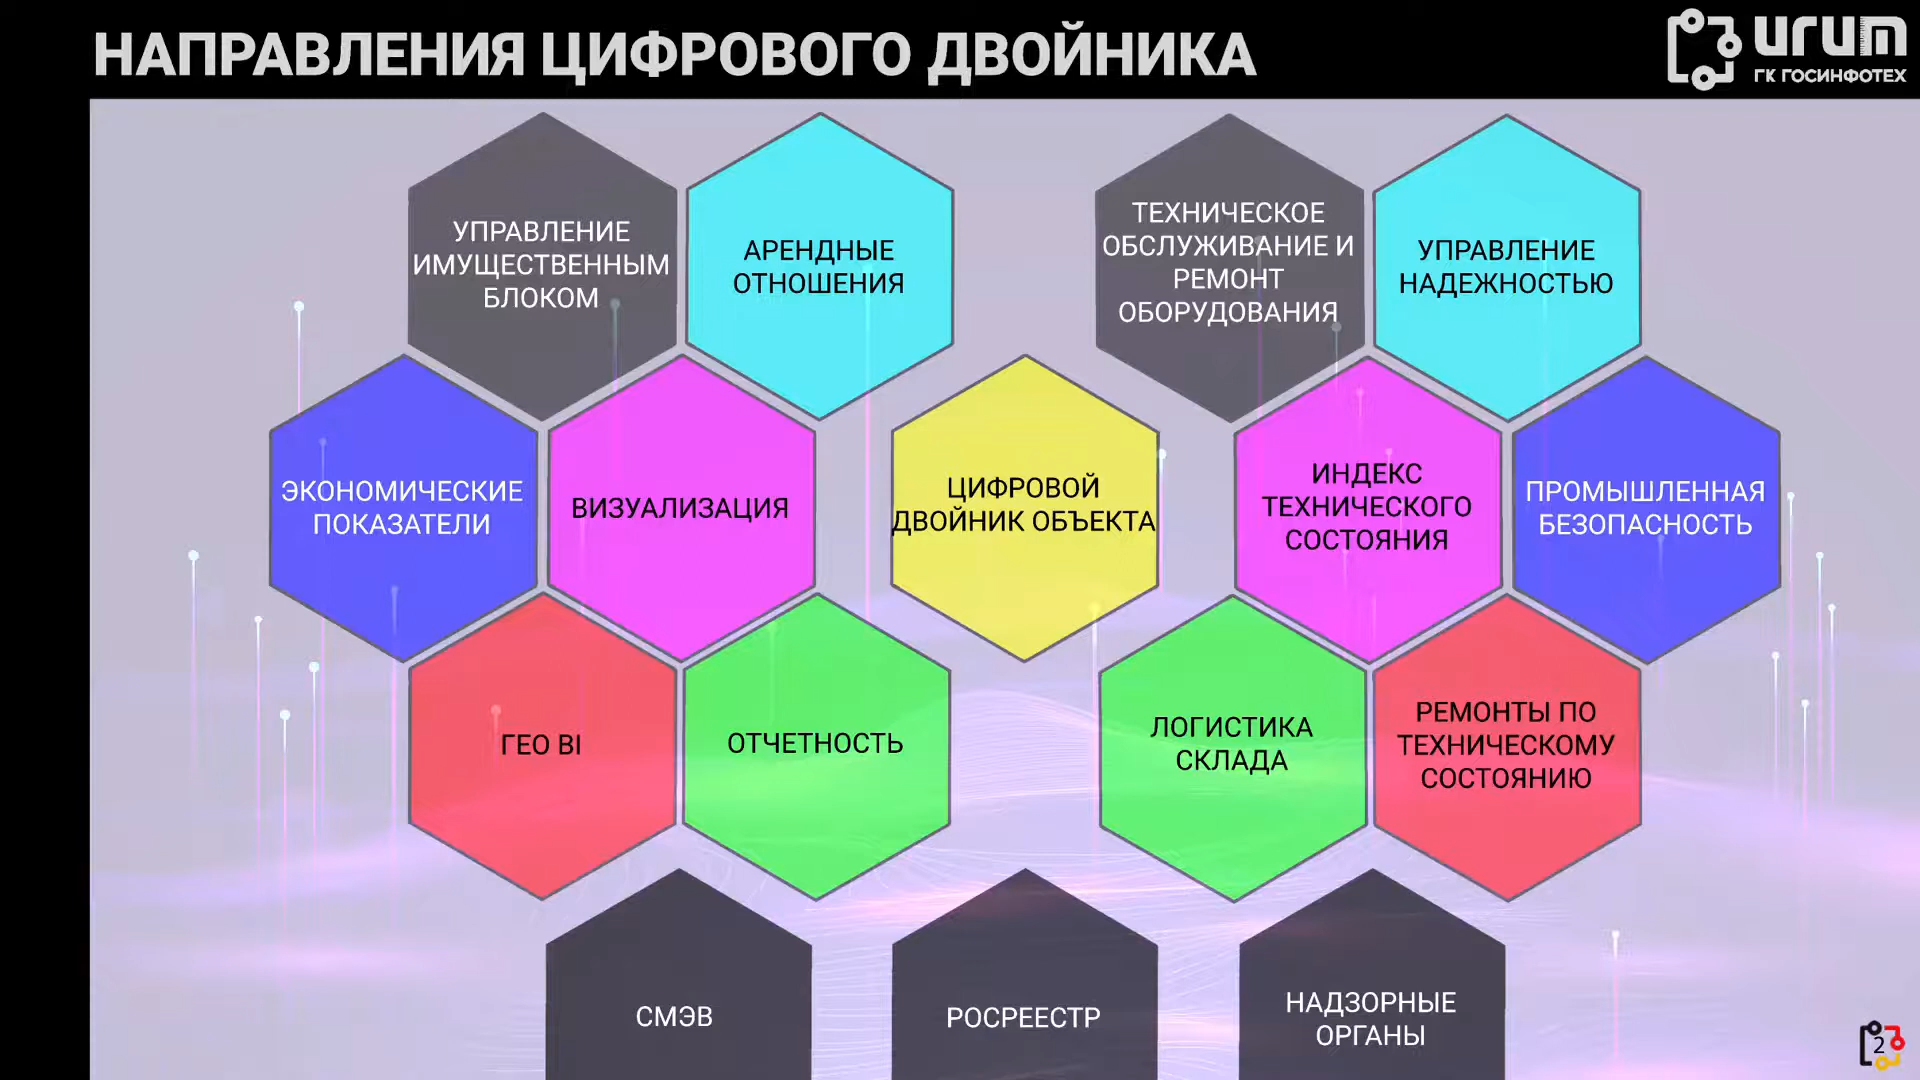 НАПРАВЛЕНИЯ ЦИФРОВОГО ДВОЙНИКА
игит
ГК ГОСИНФОТЕХ
УПРАВЛЕНИЕ
ИМУЩЕСТВЕННЫМ
БЛОКОМ
АРЕНДНЫЕ
ОТНОШЕНИЯ
ТЕХНИЧЕСКОЕ
ОБСЛУЖИВАНИЕ И
РЕМОНТ
ОБОРУДОВАНИЯ
УПРАВЛЕНИЕ
НАДЕЖНОСТЬЮ
ЭКОНОМИЧЕСКИЕ
ПОКАЗАТЕЛИ
ВИЗУАЛИЗАЦИЯ
ЦИФРОВОЙ
ДВОЙНИК ОБЪЕКТА
ИНДЕКС
ТЕХНИЧЕСКОГО
СОСТОЯНИЯ
ПРОМЫШЛЕННАЯ
БЕЗОПАСНОСТЬ
ГЕО BI
ОТЧЕТНОСТЬ
ЛОГИСТИКА
СКЛАДА
РЕМОНТЫ ПО
ТЕХНИЧЕСКОМУ
СОСТОЯНИЮ
СМЭВ
РОСРЕЕСТР
НАДЗОРНЫЕ
ОРГАНЫ
2